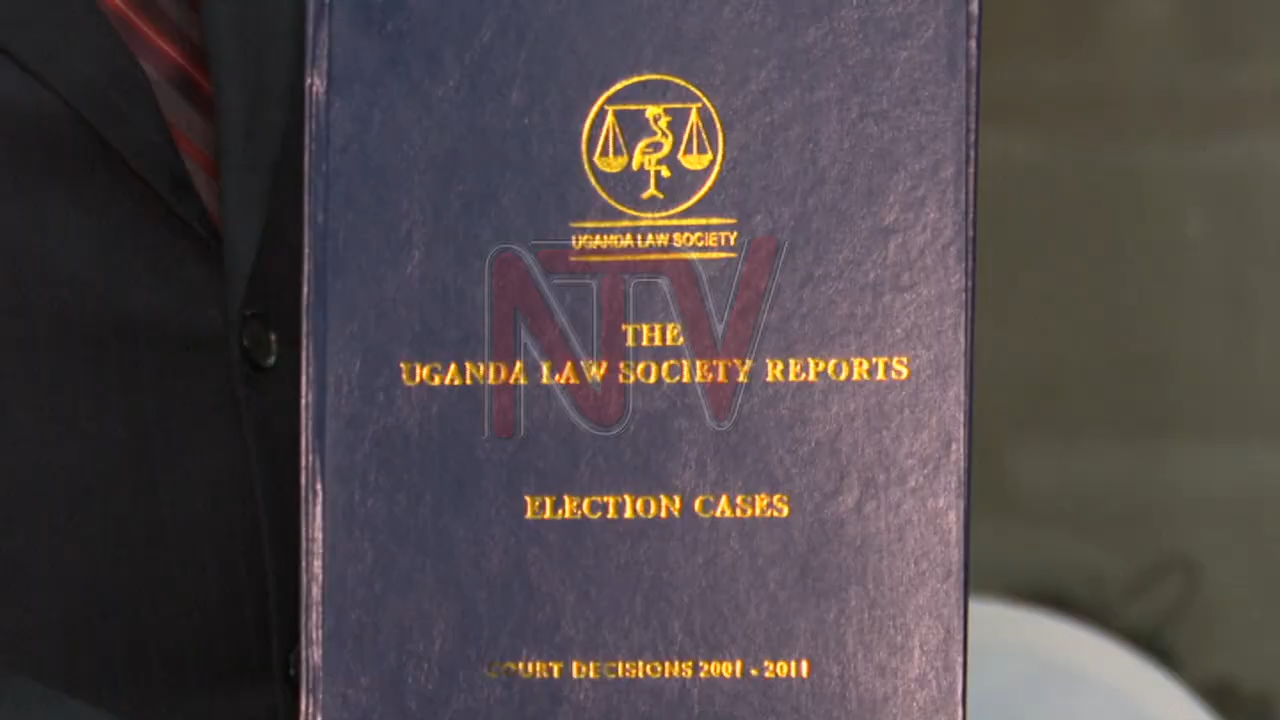 UGANDA LAW SOCIETY
NTV
THE
UGANDA LAW SOCIETY REPORTS
ELECTION CASES
COURT DECISIONS 2001 - 2011